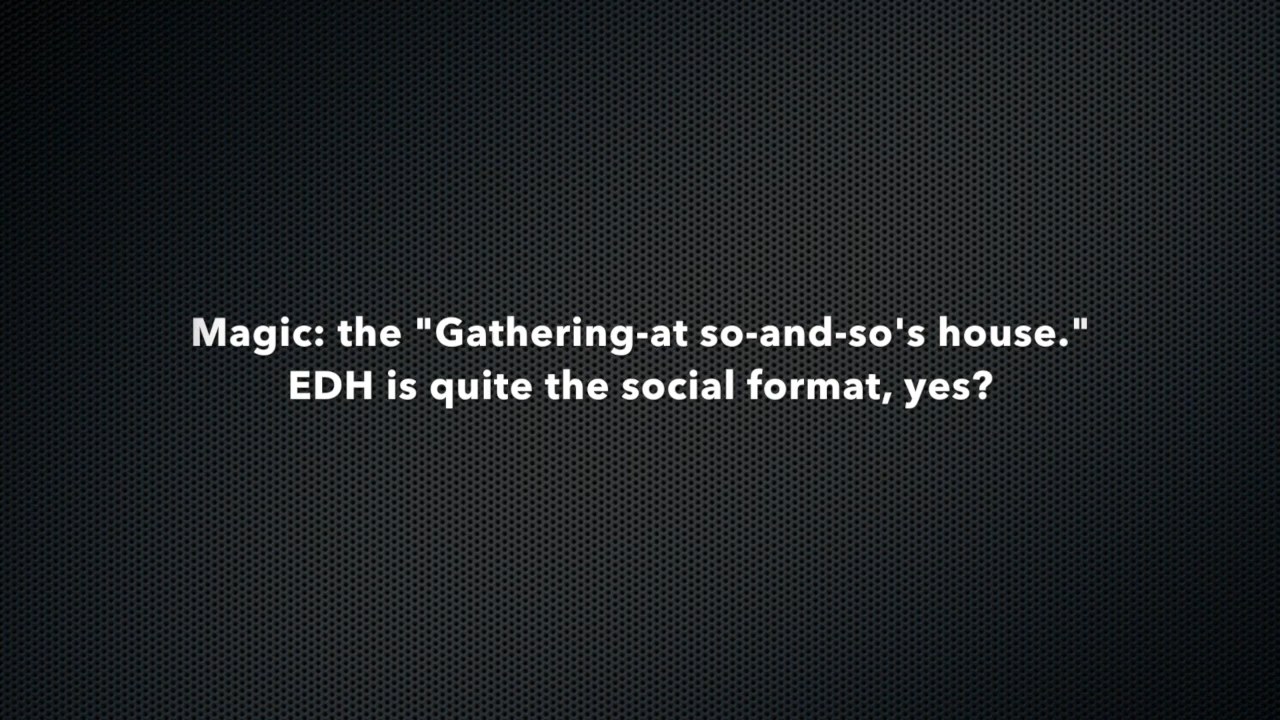 Magic: the "Gathering-at so-and-so's house."
EDH is quite the social format, yes?